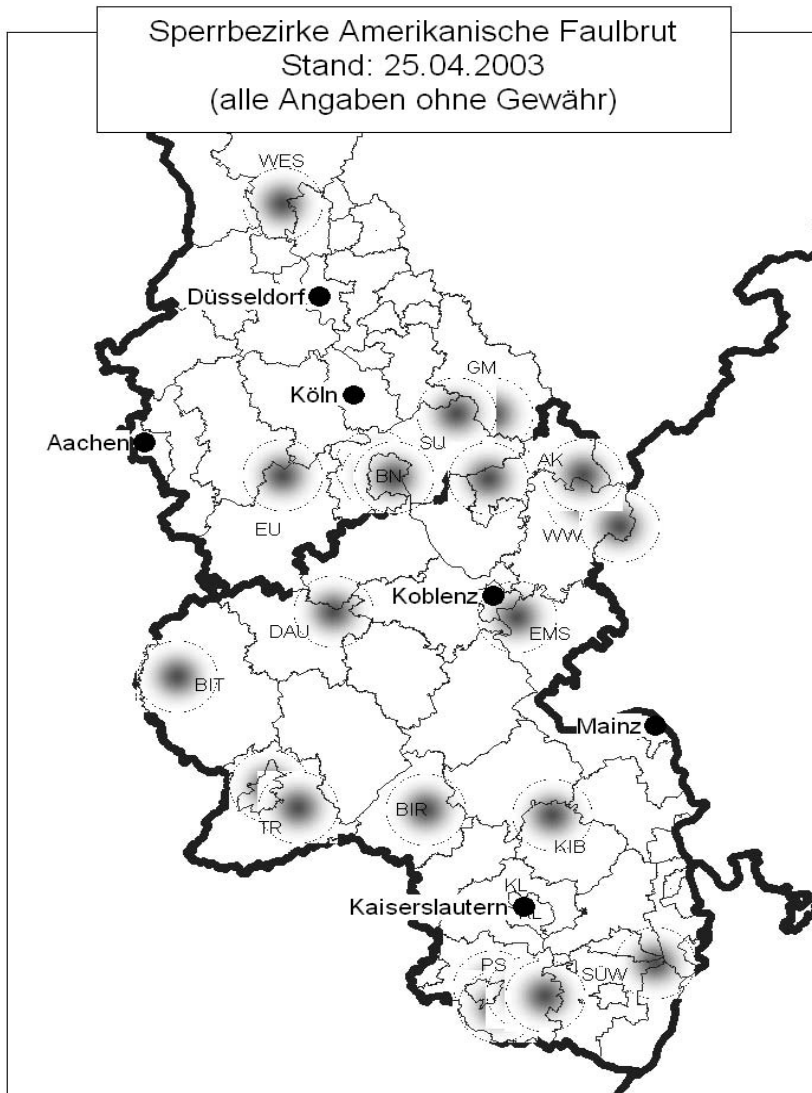 Sperrbezirke Amerikanische Faulbrut
Stand: 25.04.2003
(alle Angaben ohne Gewähr)
WES
Düsseldorf
GM
Köln
Aachen
SU
AK
BN
EU
WW
Koblenz
DAU
EMS
BIT
Mainz
BIR
TR
KIB
KL
Kaiserslautern
KL
PS
SÜW